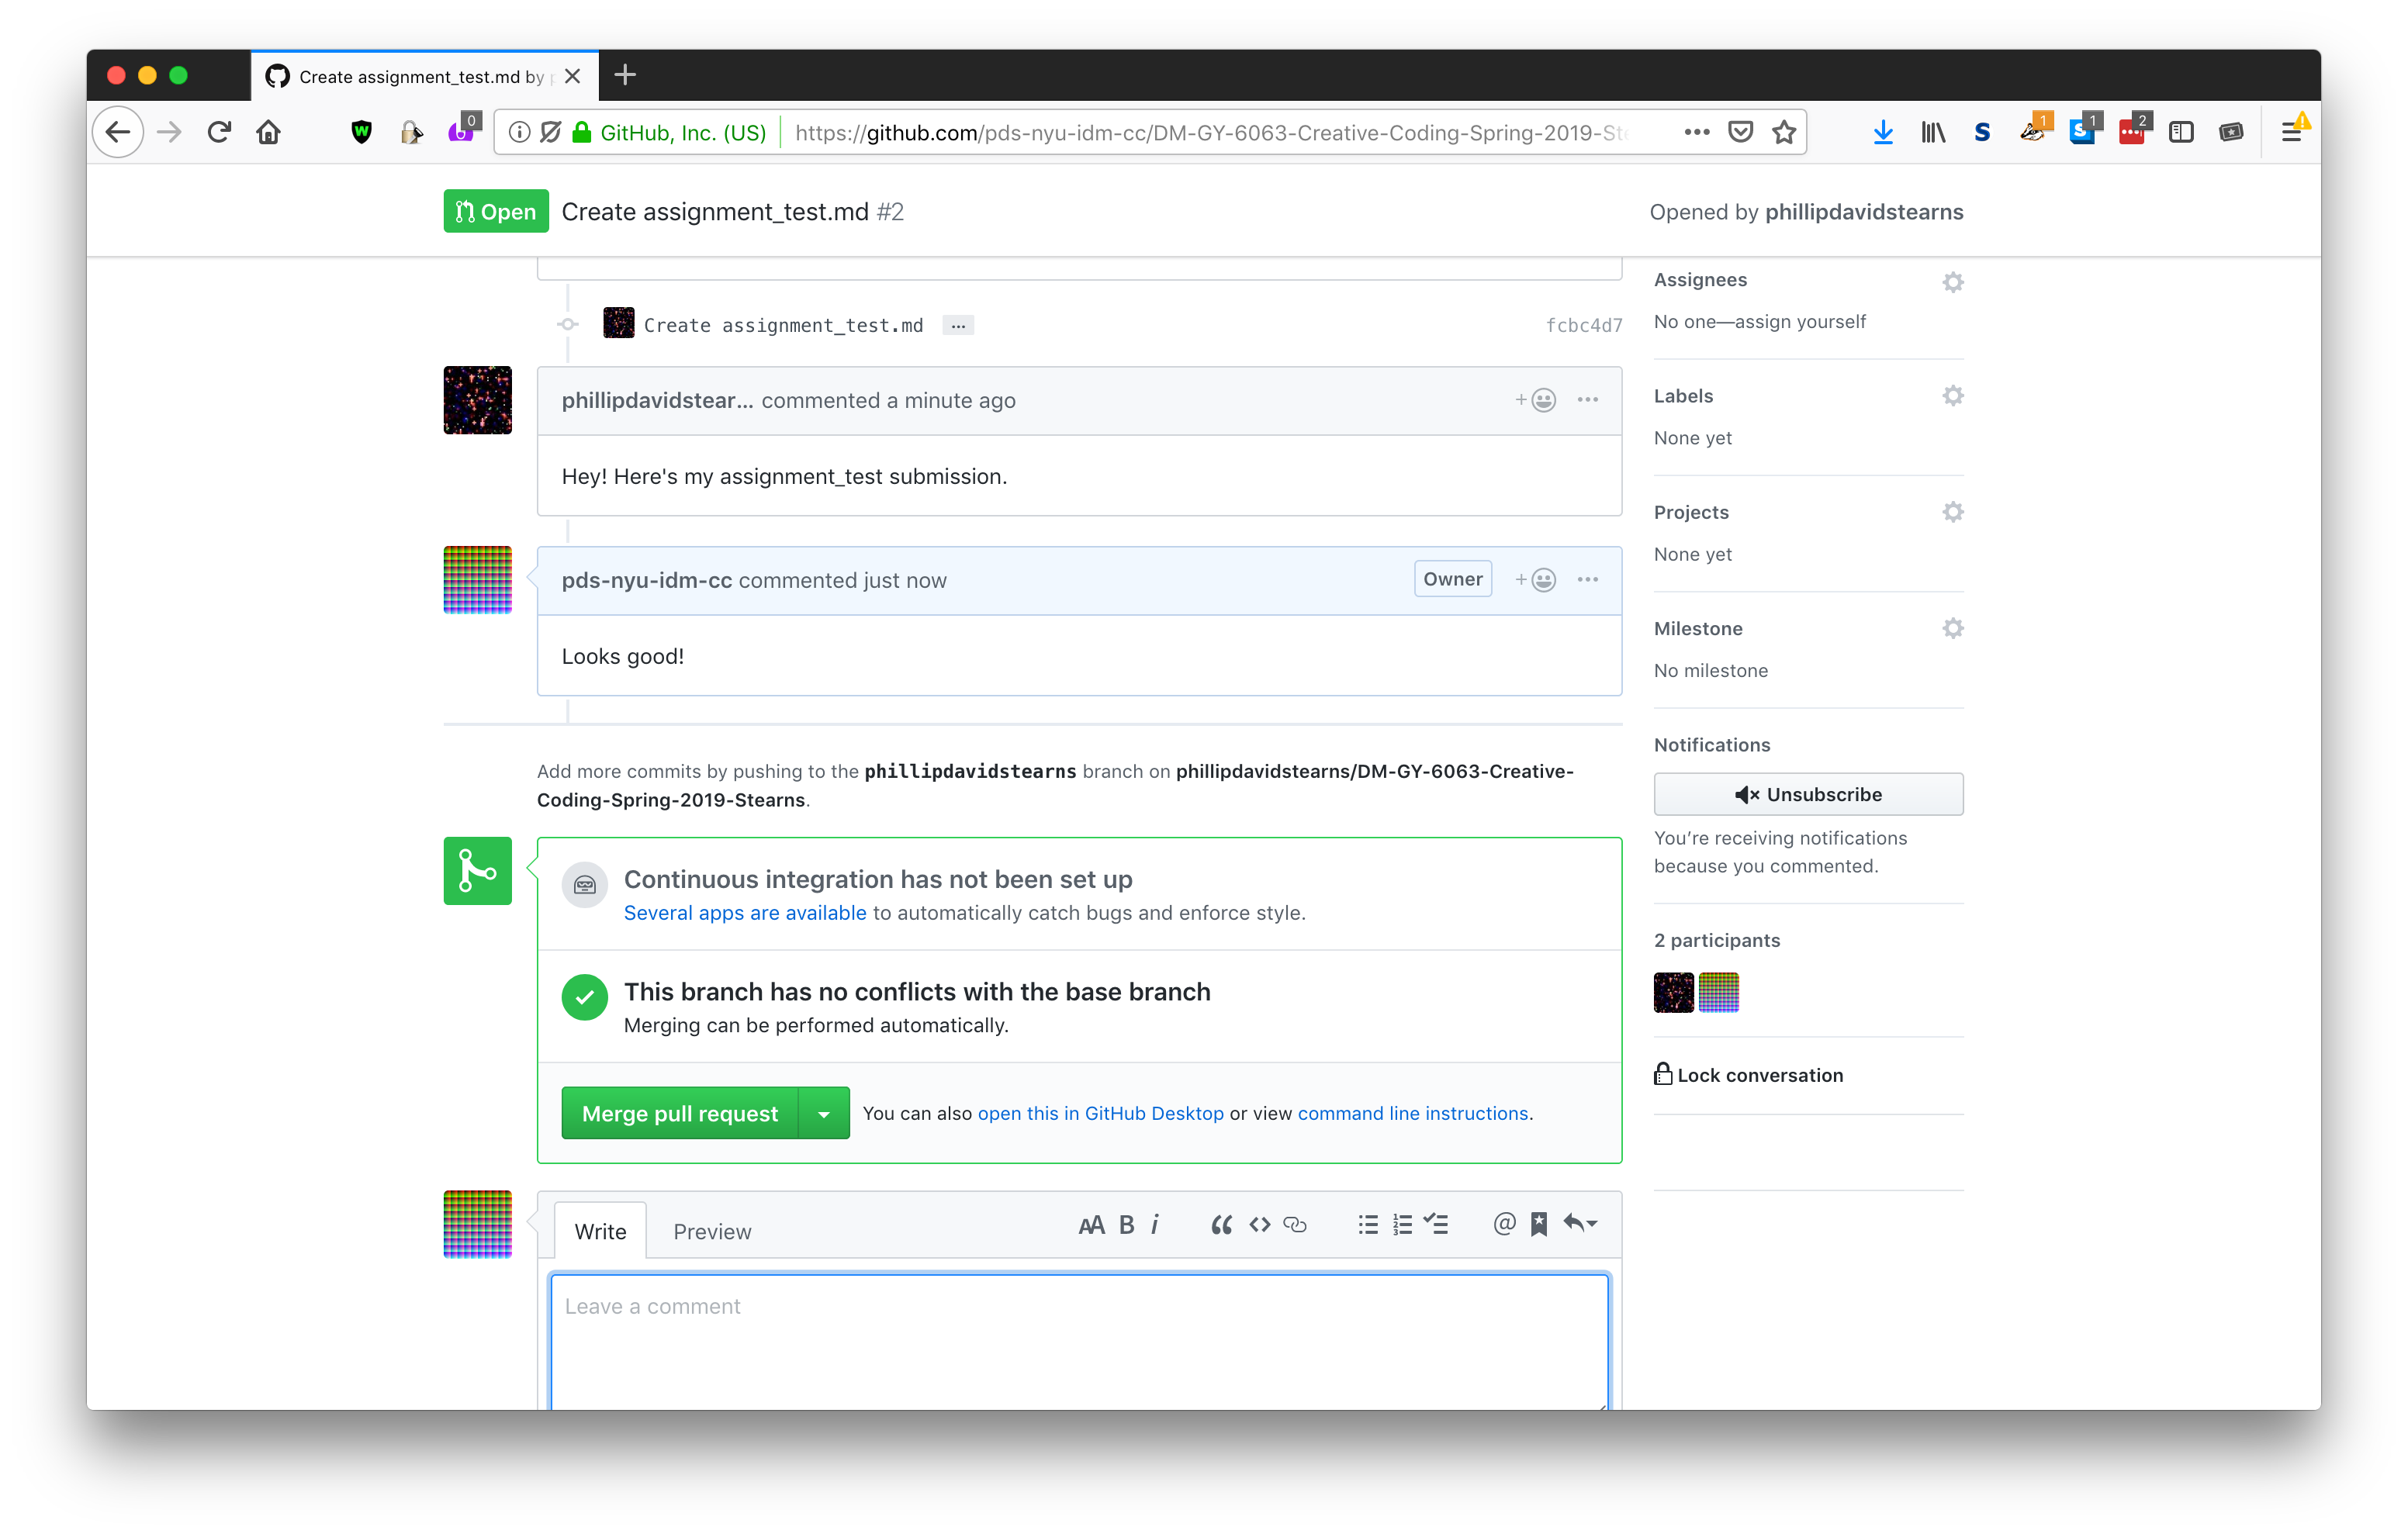 Create assignment_test.md by
0
GitHub, Inc. (US) https://github.com/pds-nyu-idm-cc/DM-GY-6063-Creative-Coding-Spring-2019-Ste
1 1 2
Open Create assignment_test.md #2
Opened by phillipdavidstearns
Create assignment_test.md ... fcbc4d7
phillipdavidstear... commented a minute ago
Hey! Here's my assignment_test submission.
pds-nyu-idm-cc commented just now Owner
Looks good!
Add more commits by pushing to the phillipdavidstearns branch on phillipdavidstearns/DM-GY-6063-Creative-
Coding-Spring-2019-Stearns.
Continuous integration has not been set up
Several apps are available to automatically catch bugs and enforce style.
This branch has no conflicts with the base branch
Merging can be performed automatically.
Merge pull request You can also open this in GitHub Desktop or view command line instructions.
Write Preview
Leave a comment
Assignees
No one—assign yourself
Labels
None yet
Projects
None yet
Milestone
No milestone
Notifications
Unsubscribe
You’re receiving notifications
because you commented.
2 participants
Lock conversation